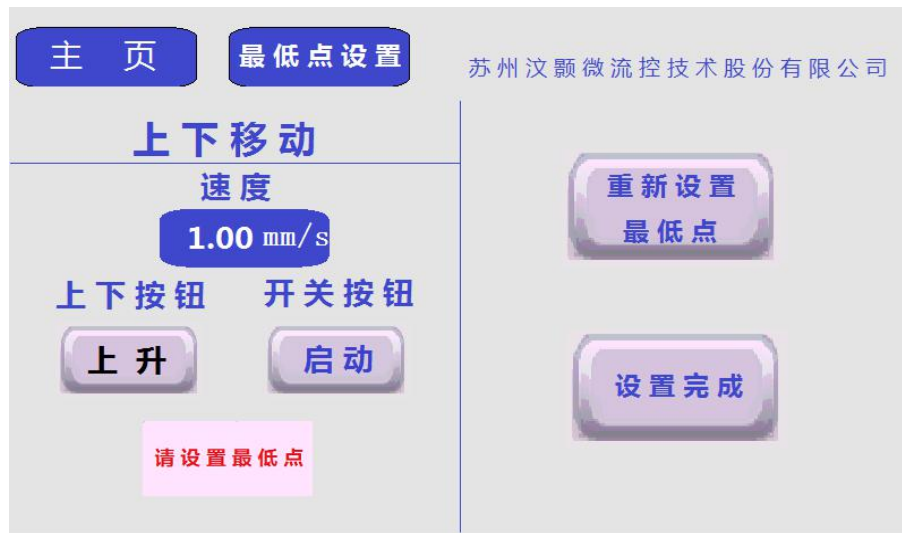 主 页
最低点设置
苏州汶颢微流控技术股份有限公司
上下移动
速度
1.00 mm/s
上下按钮
开关按钮
上升
启动
请设置最低点
重新设置
最低点
设置完成